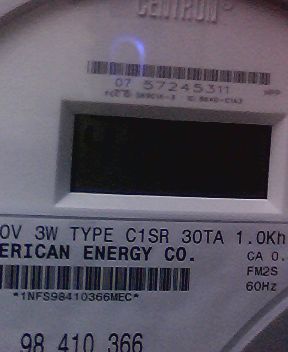 CENTRON
07 57245311
0V 3W TYPE C1SR 30TA 1.0Kh
ERICAN ENERGY CO.
CA 0.
FM2S
60Hz
*1NFS98410366MEC*
98 410 366